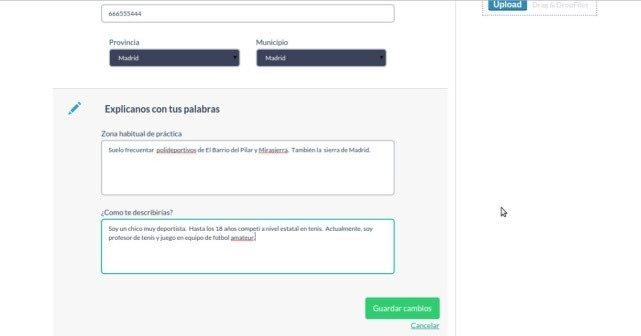 666555444
Upload Drag & DropFiles
Provincia Municipio
Madrid Madrid
Explicanos con tus palabras
Zona habitual de práctica
Suelo frecuentar polideportivos de El Barrio del Pilar y Mirasierra. También la sierra de Madrid.
¿Como te describirías?
Soy un chico muy deportista. Hasta los 18 años competí a nivel estatal en tenis. Actualmente, soy
profesor de tenis y juego en equipo de fútbol amateur.
Guardar cambios
Cancelar